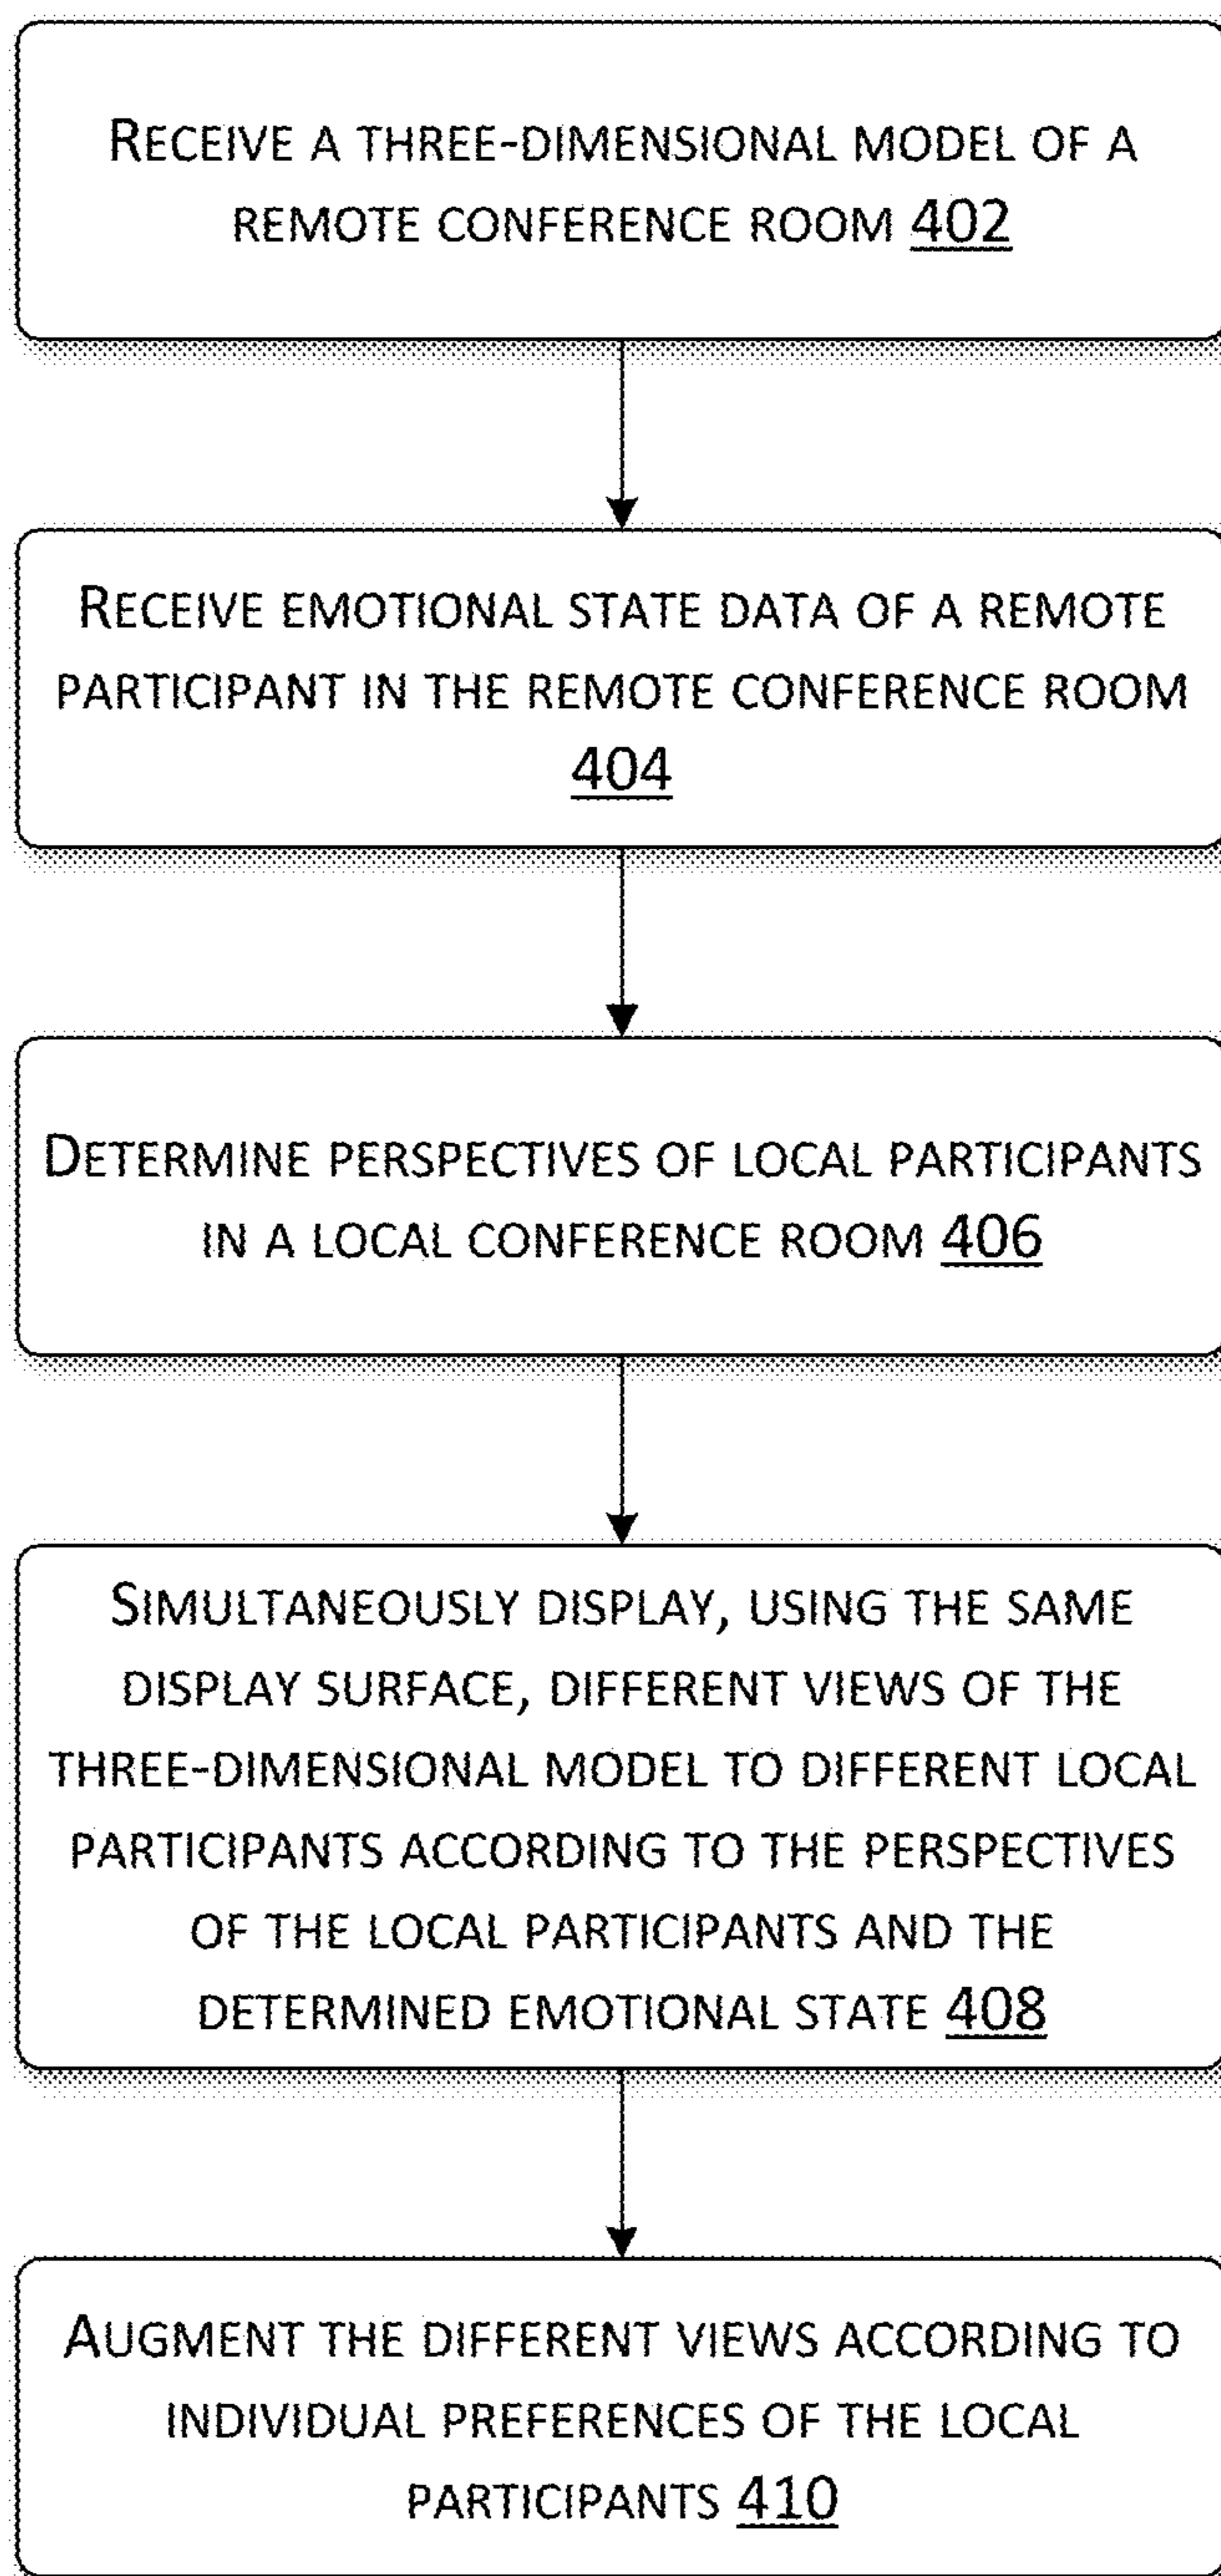 RECEIVE A THREE-DIMENSIONAL MODEL OF A
REMOTE CONFERENCE ROOM 402
RECEIVE EMOTIONAL STATE DATA OF A REMOTE
PARTICIPANT IN THE REMOTE CONFERENCE ROOM
404
DETERMINE PERSPECTIVES OF LOCAL PARTICIPANTS
IN A LOCAL CONFERENCE ROOM 406
SIMULTANEOUSLY DISPLAY, USING THE SAME
DISPLAY SURFACE, DIFFERENT VIEWS OF THE
THREE-DIMENSIONAL MODEL TO DIFFERENT LOCAL
PARTICIPANTS ACCORDING TO THE PERSPECTIVES
OF THE LOCAL PARTICIPANTS AND THE
DETERMINED EMOTIONAL STATE 408
AUGMENT THE DIFFERENT VIEWS ACCORDING TO
INDIVIDUAL PREFERENCES OF THE LOCAL
PARTICIPANTS 410